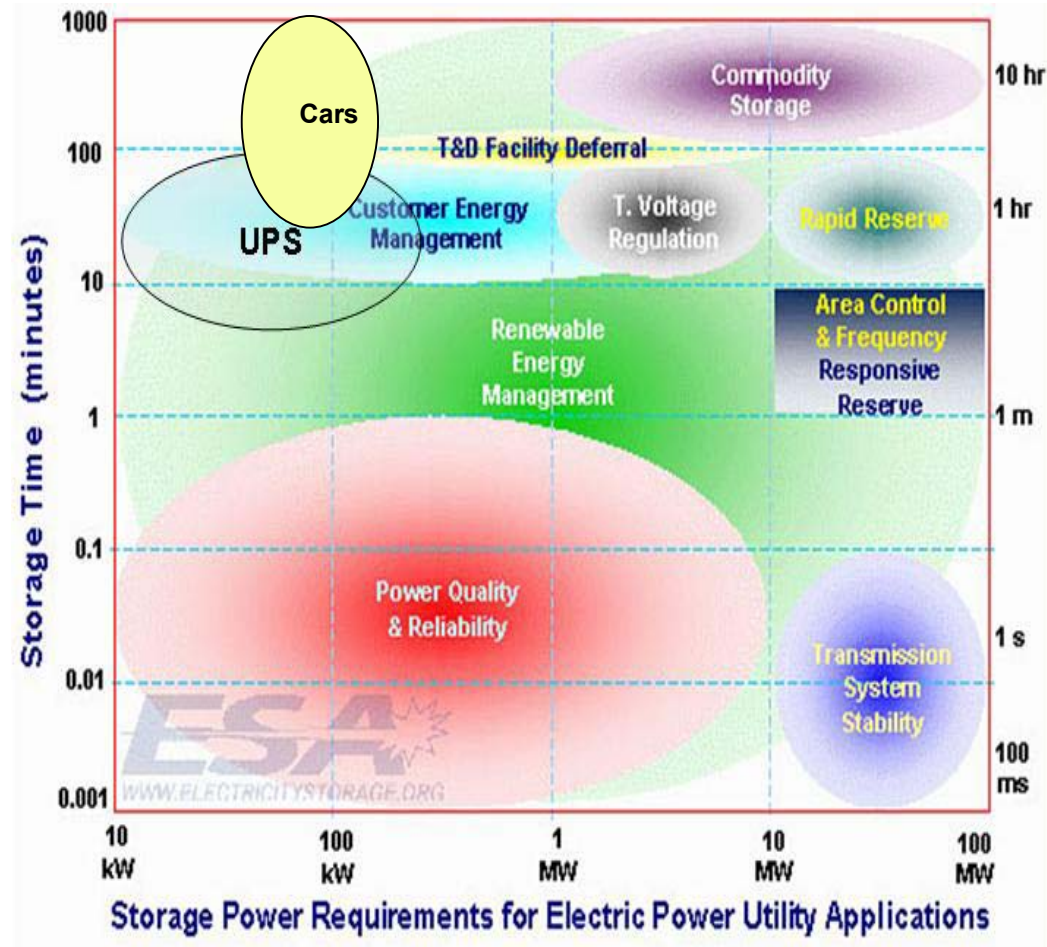 1000
100
10
1
0.1
0.01
0.001
Storage Time (minutes)
Cars
Commodity
Storage
10 hr
T&D Facility Deferral
UPS
Customer Energy
Management
T. Voltage
Regulation
Rapid Reserve
1 hr
Renewable
Energy
Management
Area Control
& Frequency
Responsive
Reserve
1 m
Power Quality
& Reliability
1 s
Transmission
System
Stability
100
ms
ESA
WWW.ELECTRICITYSTORAGE.ORG
10
kW
100
kW
1
MW
10
MW
100
MW
Storage Power Requirements for Electric Power Utility Applications